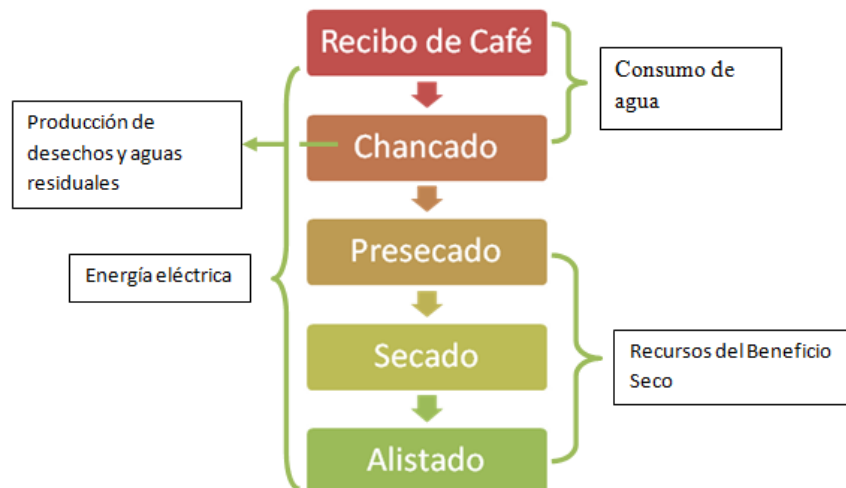 Recibo de Café
Consumo de
agua
Producción de
desechos y aguas
residuales
Chancado
Presecado
Energía eléctrica
Secado
Recursos del Beneficio
Seco
Alistado